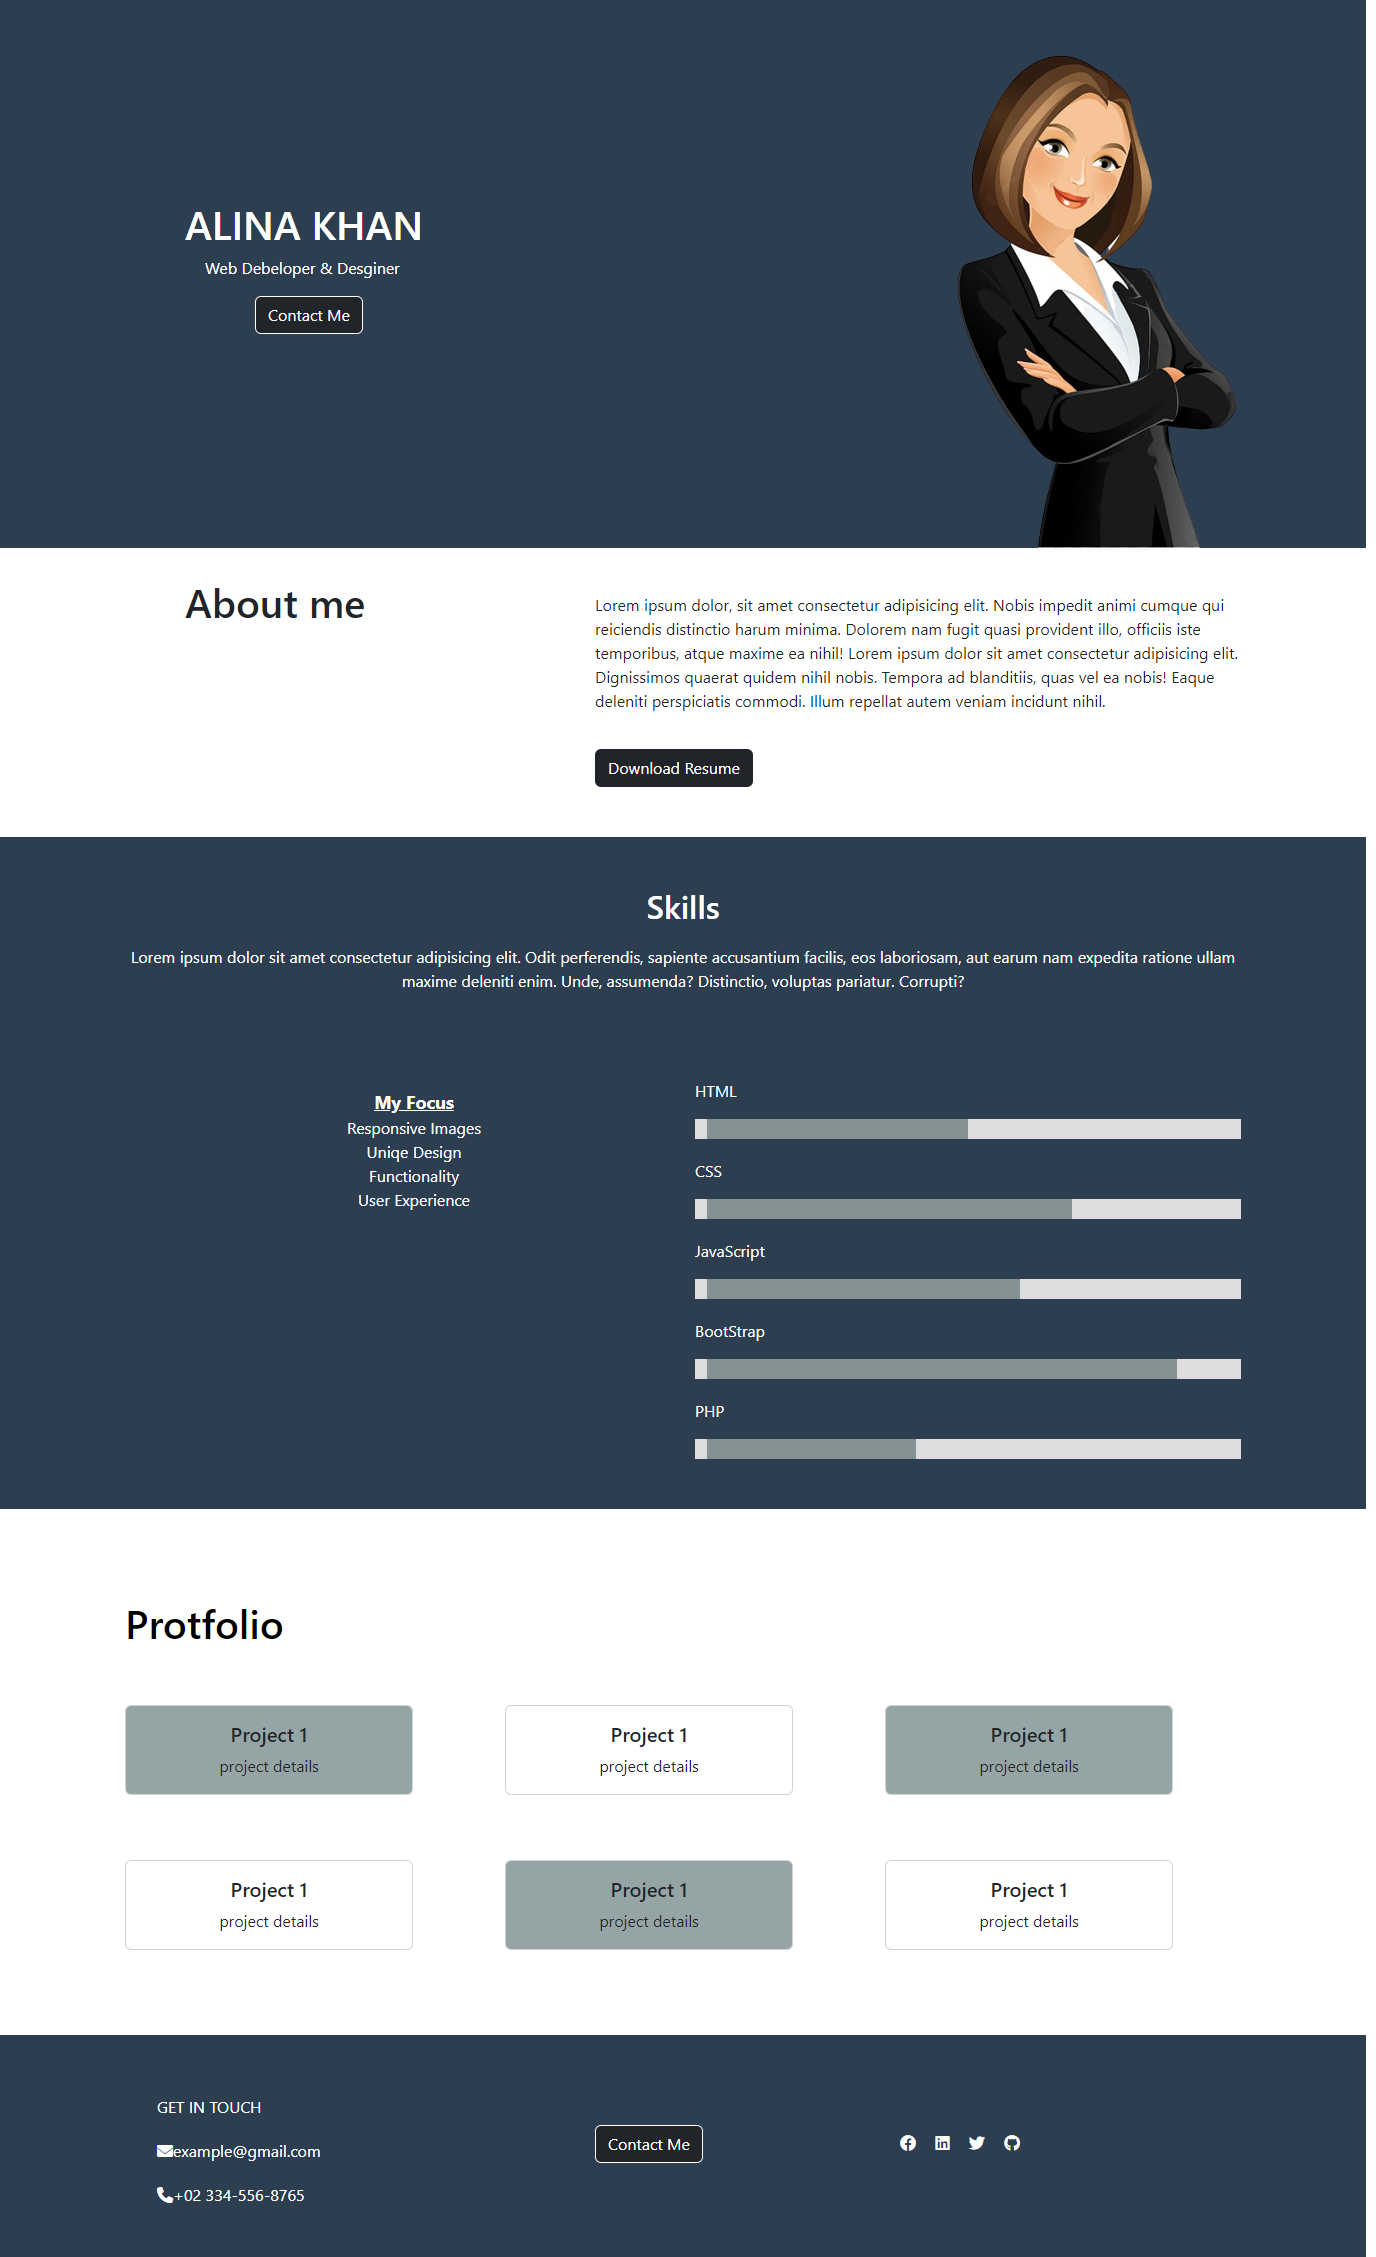 ALINA KHAN
Web Debeloper & Desginer
Contact Me
About me
Lorem ipsum dolor, sit amet consectetur adipisicing elit. Nobis impedit animi cumque qui
reiciendis distinctio harum minima. Dolorem nam fugit quasi provident illo, officiis iste
temporibus, atque maxime ea nihil! Lorem ipsum dolor sit amet consectetur adipisicing elit.
Dignissimos quaerat quidem nihil nobis. Tempora ad blanditiis, quas vel ea nobis! Eaque
deleniti perspiciatis commodi. Illum repellat autem veniam incidunt nihil.
Download Resume
Skills
Lorem ipsum dolor sit amet consectetur adipisicing elit. Odit perferendis, sapiente accusantium facilis, eos laboriosam, aut earum nam expedita ratione ullam
maxime deleniti enim. Unde, assumenda? Distinctio, voluptas pariatur. Corrupti?
My Focus
Responsive Images
Uniqe Design
Functionality
User Experience
HTML
CSS
JavaScript
BootStrap
PHP
Protfolio
Project 1
project details
Project 1
project details
Project 1
project details
Project 1
project details
Project 1
project details
Project 1
project details
GET IN TOUCH
example@gmail.com
+02 334-556-8765
Contact Me